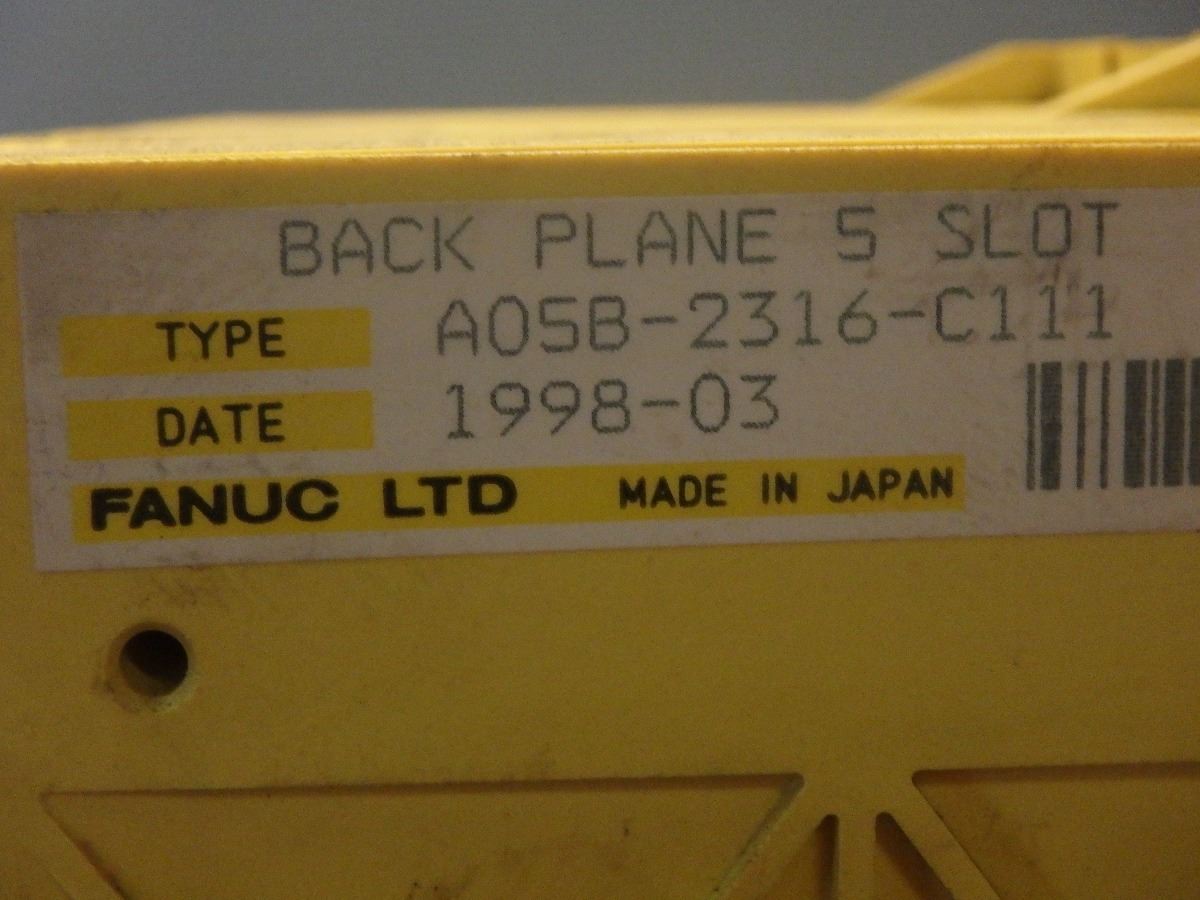 BACK PLANE 5 SLOT
TYPE A05B-2316-C111
DATE 1998-03
FANUC LTD MADE IN JAPAN